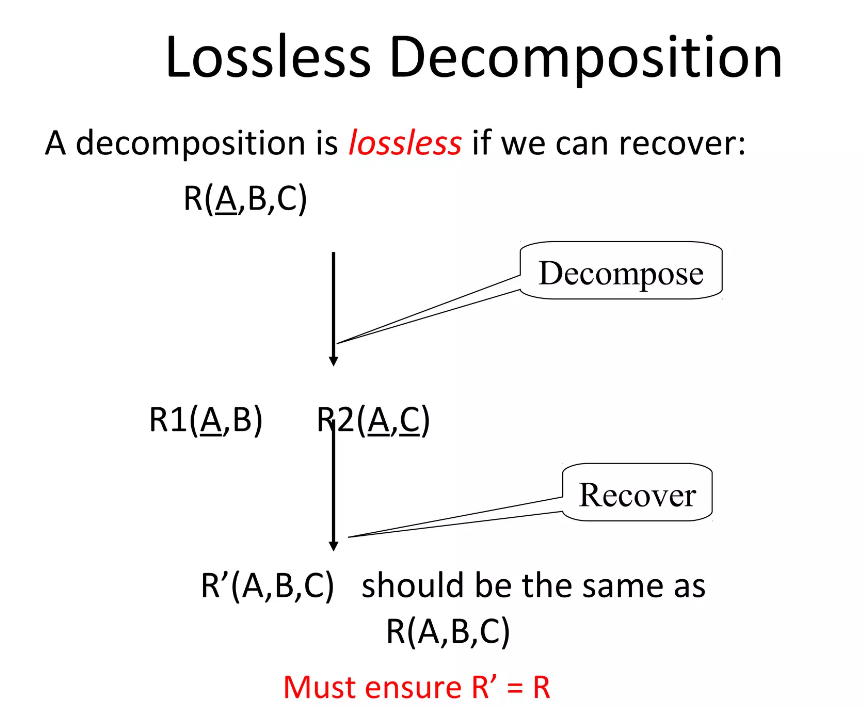 Lossless Decomposition
A decomposition is lossless if we can recover:
R(A,B,C)
Decompose
R1(A,B) R2(A,C)
Recover
R’(A,B,C) should be the same as
R(A,B,C)
Must ensure R’ = R